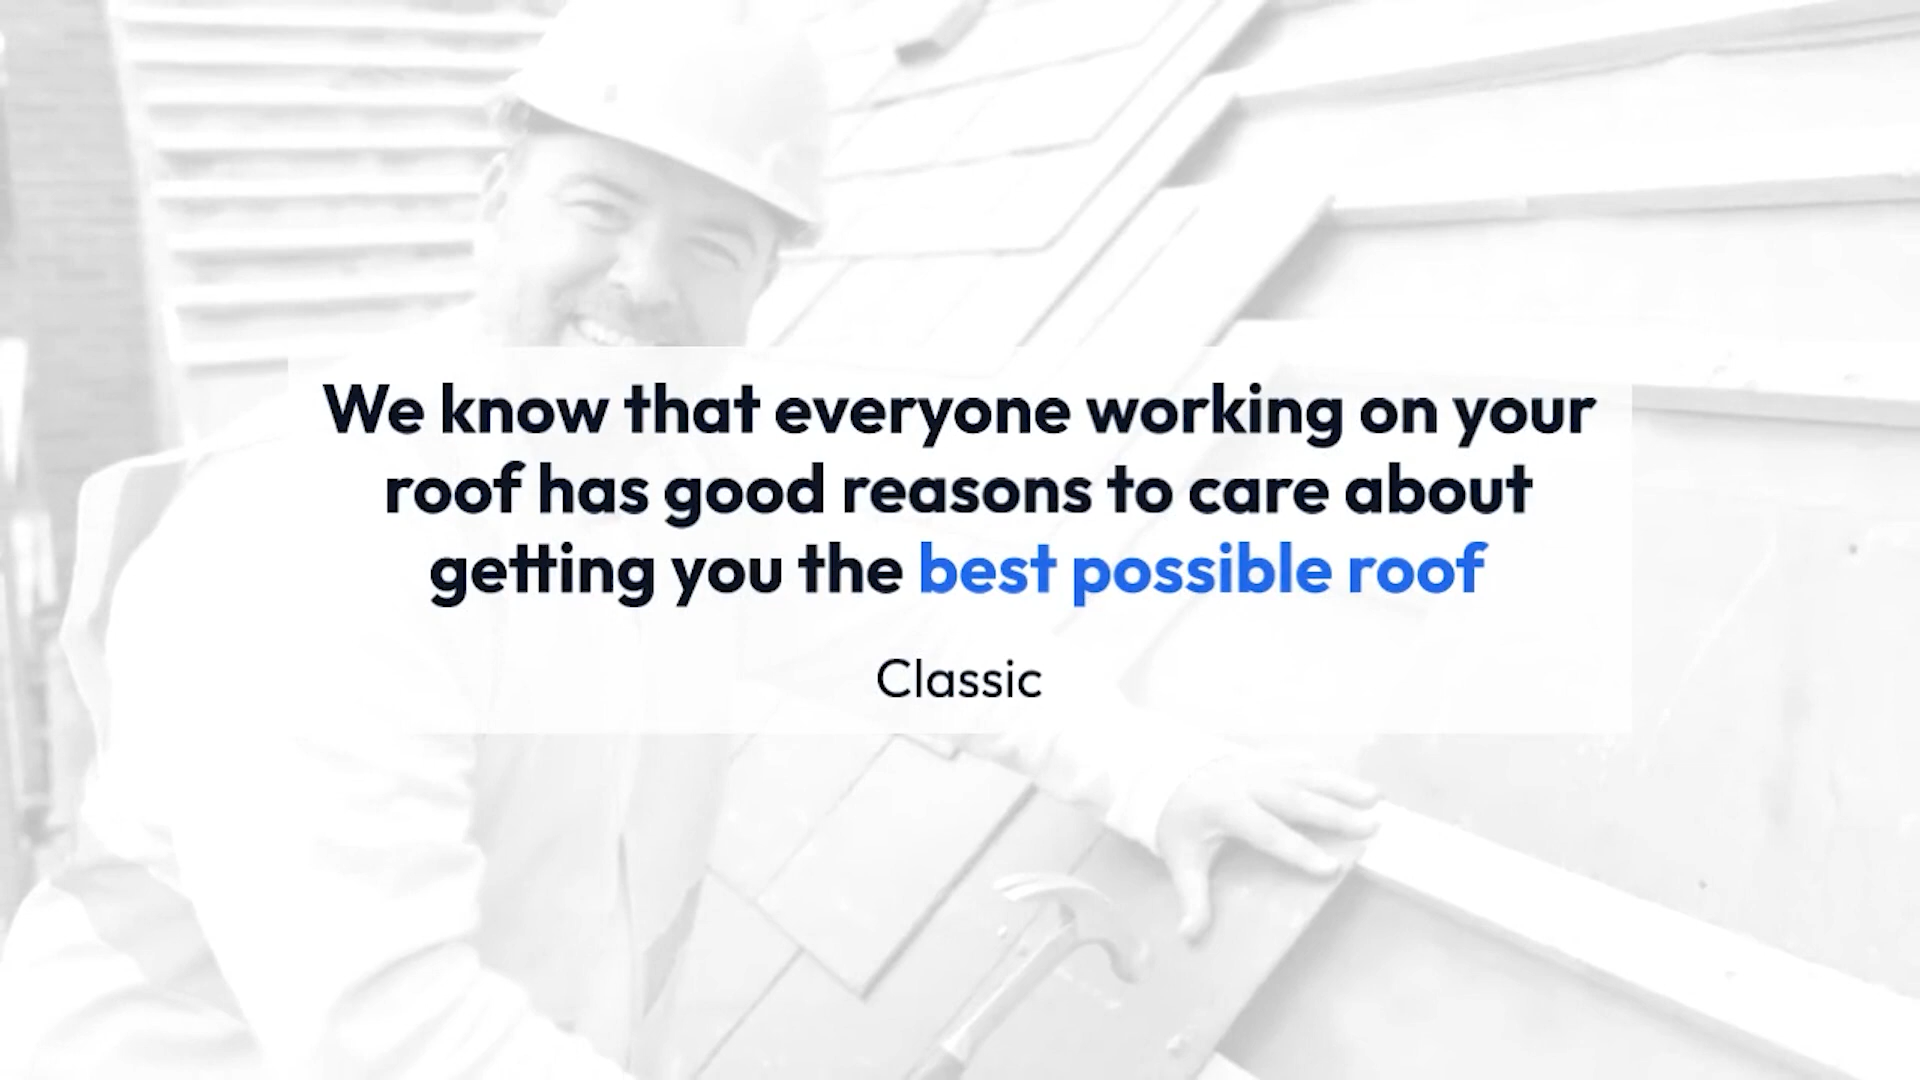 We know that everyone working on your
roof has good reasons to care about
getting you the best possible roof
Classic